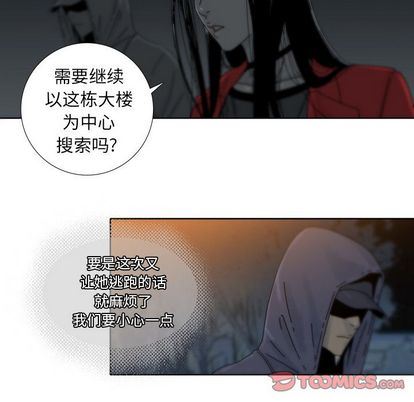 需要继续
以这栋大楼
为中心
搜索吗?
要是这次又
让她逃跑的话
就麻烦了
我们要小心一点
TOOMICS.COM